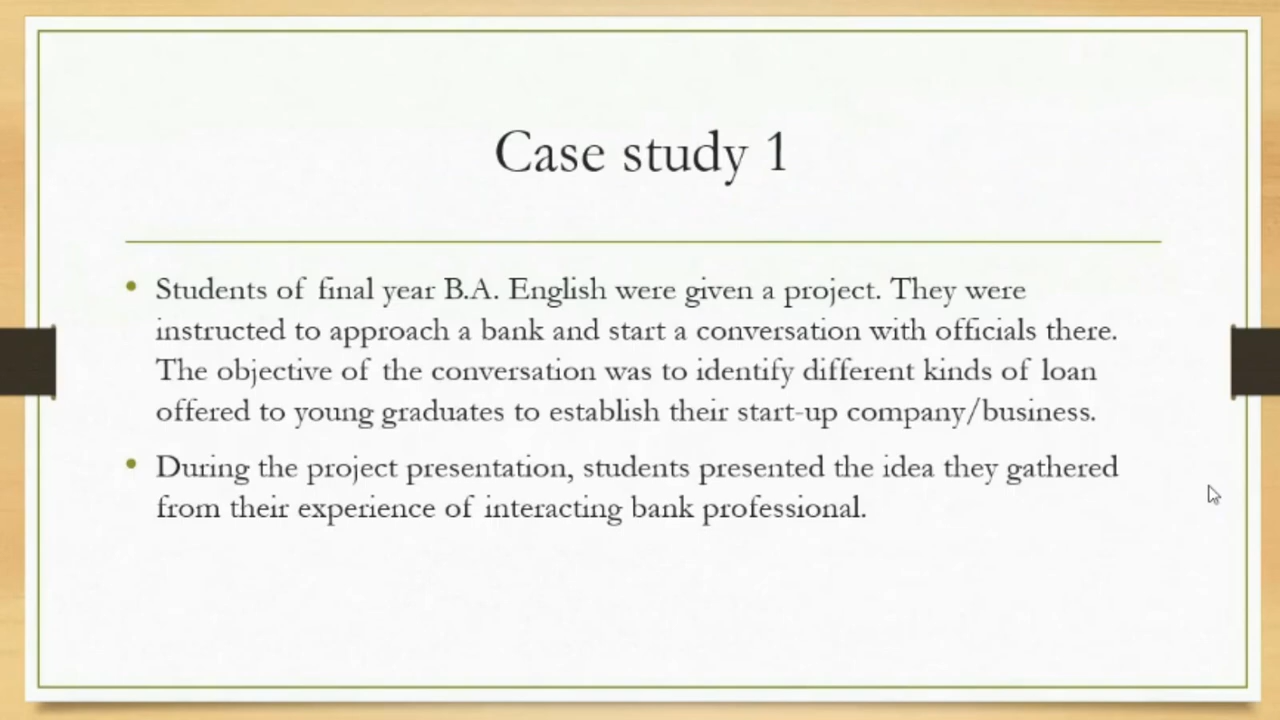 Case study 1
• Students of final year B.A. English were given a project. They were
instructed to approach a bank and start a conversation with officials there.
The objective of the conversation was to identify different kinds of loan
offered to young graduates to establish their start-up company/business.
• During the project presentation, students presented the idea they gathered
from their experience of interacting bank professional.